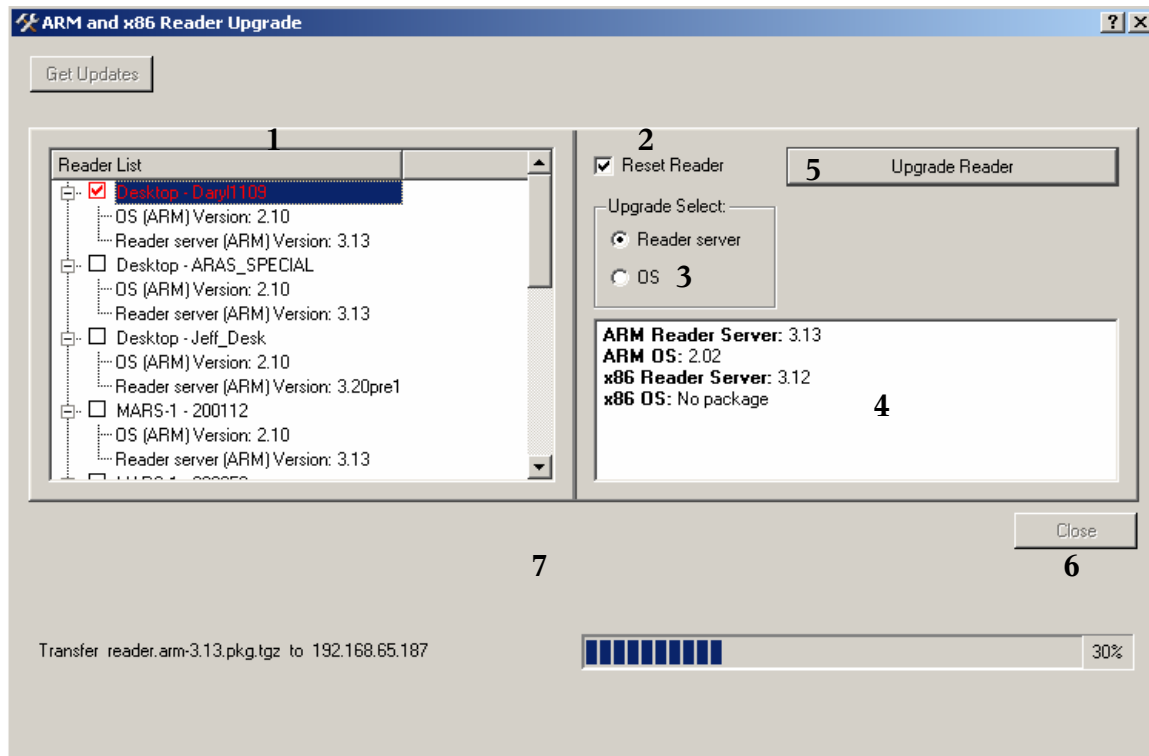 ARM and x86 Reader Upgrade
Get Updates
1
Reader List
Desktop - Daryl1109
OS (ARM) Version: 2.10
Reader server (ARM) Version: 3.13
Desktop - ARAS_SPECIAL
OS (ARM) Version: 2.10
Reader server (ARM) Version: 3.13
Desktop - Jeff_Desk
OS (ARM) Version: 2.10
Reader server (ARM) Version: 3.20pre1
MARS-1 - 200112
OS (ARM) Version: 2.10
Reader server (ARM) Version: 3.13
2
Reset Reader
5 Upgrade Reader
Upgrade Select:
Reader server
OS 3
ARM Reader Server: 3.13
ARM OS: 2.02
x86 Reader Server: 3.12
x86 OS: No package
4
Close
6
7
Transfer reader.arm-3.13.pkg.tgz to 192.168.65.187
30%